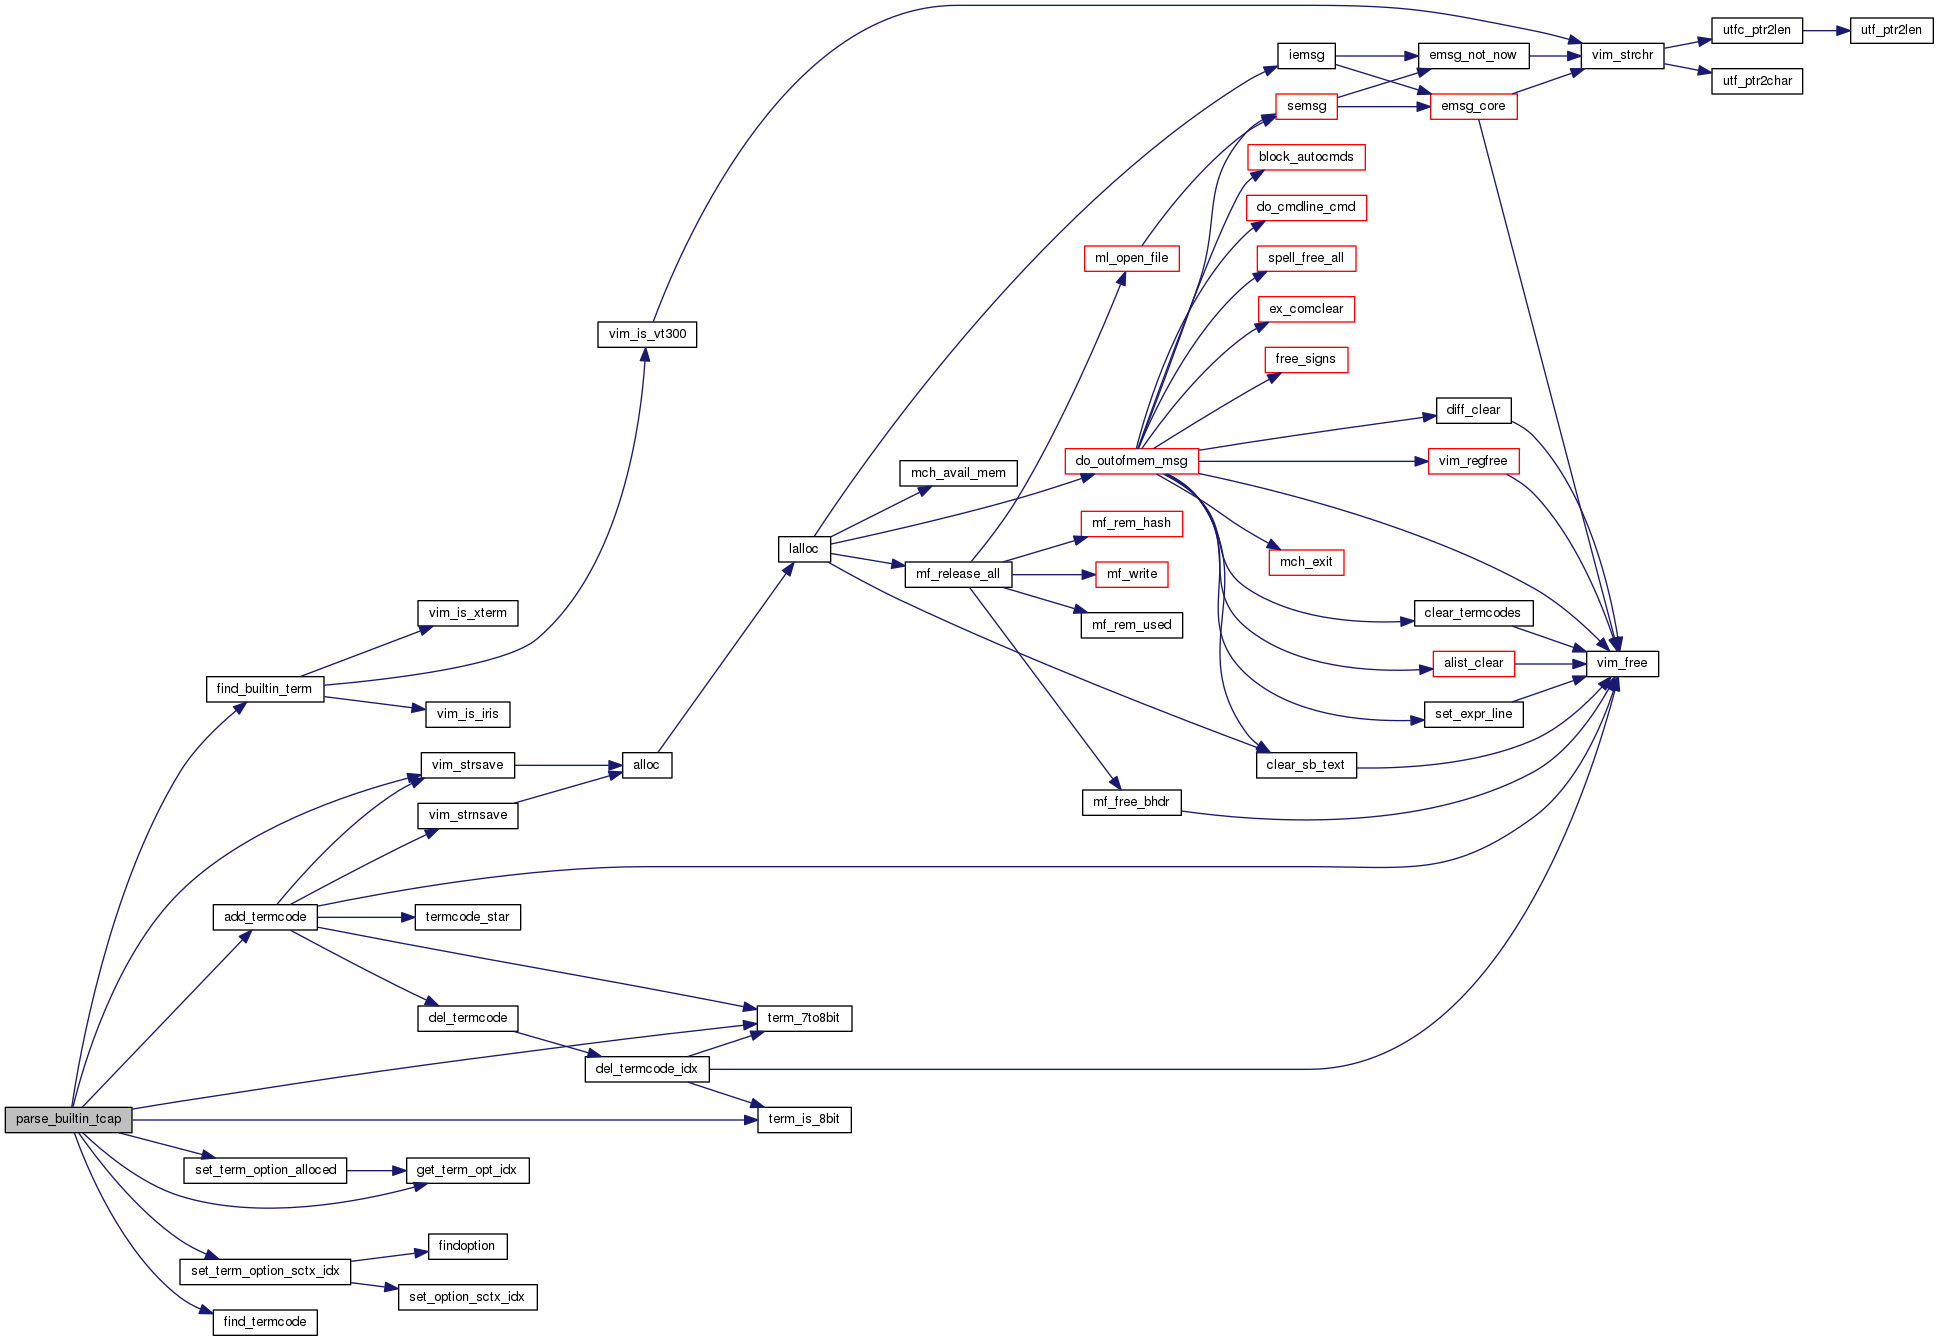 utfc_ptr2len
utf_ptr2len
iemsg
emsg_not_now
vim_strchr
utf_ptr2char
semsg
emsg_core
block_autocmds
do_cmdline_cmd
ml_open_file
spell_free_all
ex_comclear
vim_is_vt300
free_signs
diff_clear
do_outofmem_msg
vim_regfree
mch_avail_mem
mf_rem_hash
lalloc
mch_exit
mf_release_all
mf_write
vim_is_xterm
clear_termcodes
mf_rem_used
alist_clear
vim_free
find_builtin_term
vim_is_iris
set_expr_line
vim_strsave
alloc
clear_sb_text
mf_free_bhdr
vim_strnsave
add_termcode
termcode_star
del_termcode
term_7to8bit
del_termcode_idx
parse_builtin_tcap
term_is_8bit
set_term_option_alloced
get_term_opt_idx
findoption
set_term_option_sctx_idx
set_option_sctx_idx
find_termcode